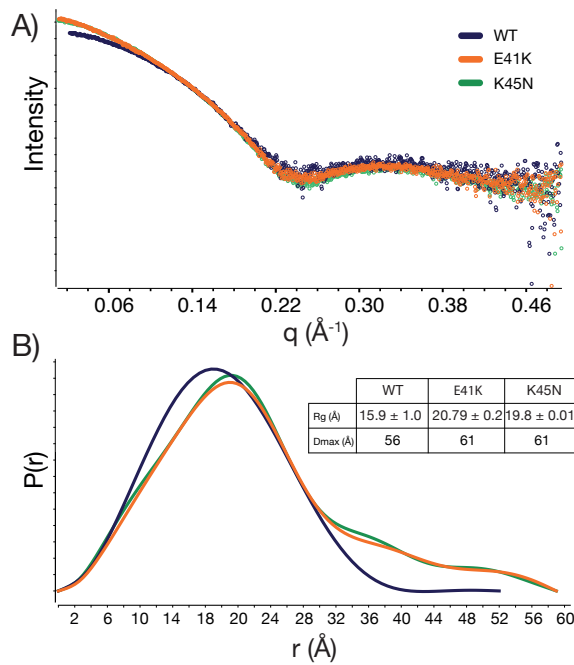 A)
WT
E41K
K45N
Intensity
0.06 0.14 0.22 0.30 0.38 0.46
q (Å⁻¹)
B)
WT E41K K45N
Rg (Å) 15.9 ± 1.0 20.79 ± 0.2 19.8 ± 0.01
Dmax (Å) 56 61 61
P(r)
2 6 10 14 18 24 28 32 36 40 44 48 52 56 60
r (Å)